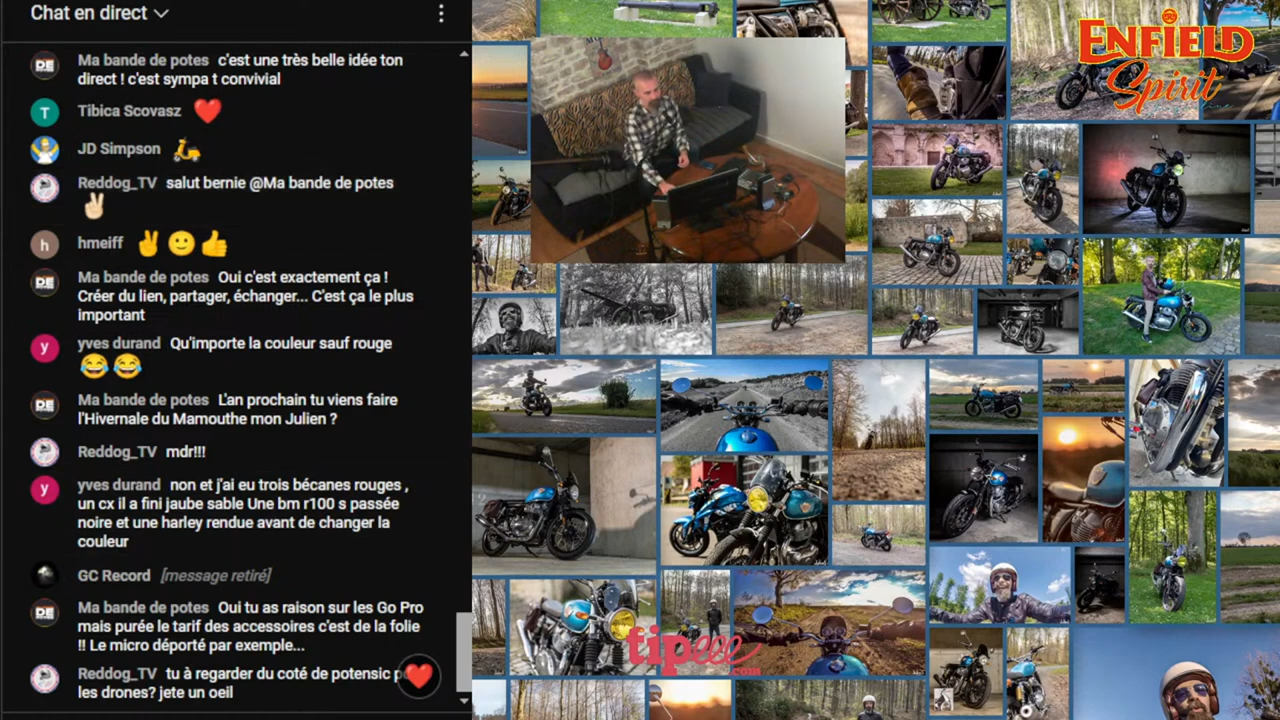 Chat en direct
Ma bande de potes c'est une très belle idée ton
direct ! c'est sympa t convivial
T Tibica Scovasz
JD Simpson
Reddog_TV salut bernie @Ma bande de potes
h hmeiff
Ma bande de potes Oui c'est exactement ça !
Créer du lien, partager, échanger... C'est ça le plus
important
y yves durand Qu'importe la couleur sauf rouge
Ma bande de potes L'an prochain tu viens faire
l'Hivernale du Mamouthe mon Julien ?
Reddog_TV mdr!!!
y yves durand non et j'ai eu trois bécanes rouges ,
un cx il a fini jaube sable Une bm r100 s passée
noire et une harley rendue avant de changer la
couleur
GC Record [message retiré]
Ma bande de potes Oui tu as raison sur les Go Pro
mais purée le tarif des accessoires c'est de la folie
!! Le micro déporté par exemple...
Reddog_TV tu à regarder du coté de potensic
les drones? jete un oeil
ENFIELD
Spirit
tipeee
.com